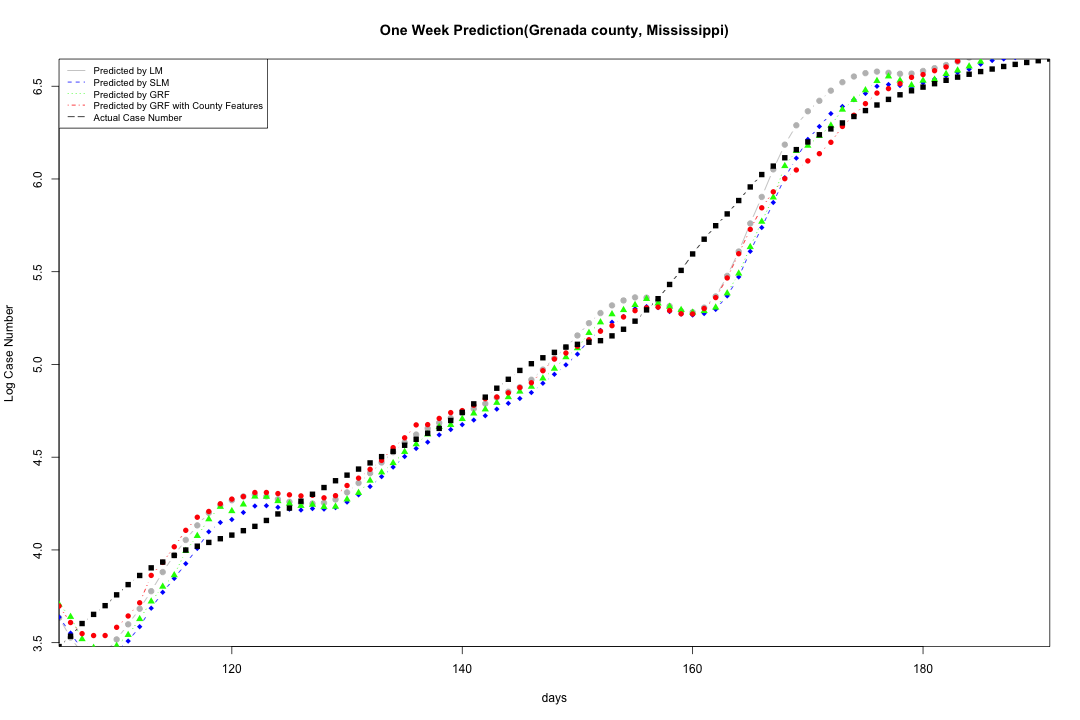 One Week Prediction(Grenada county, Mississippi)
Predicted by LM
Predicted by SLM
Predicted by GRF
Predicted by GRF with County Features
Actual Case Number
6.5
6.0
5.5
5.0
4.5
4.0
3.5
Log Case Number
120 140 160 180
days